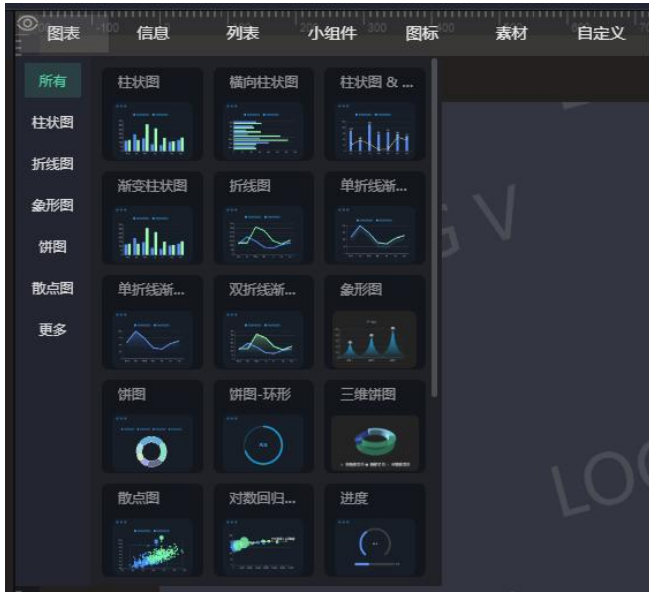 图表 信息 列表 小组件 图标 素材 自定义
所有
柱状图
折线图
象形图
饼图
散点图
更多
柱状图 横向柱状图 柱状图 & ...
渐变柱状图 折线图 单折线渐...
单折线渐... 双折线渐... 象形图
饼图 饼图-环形 三维饼图
散点图 对数回归... 进度